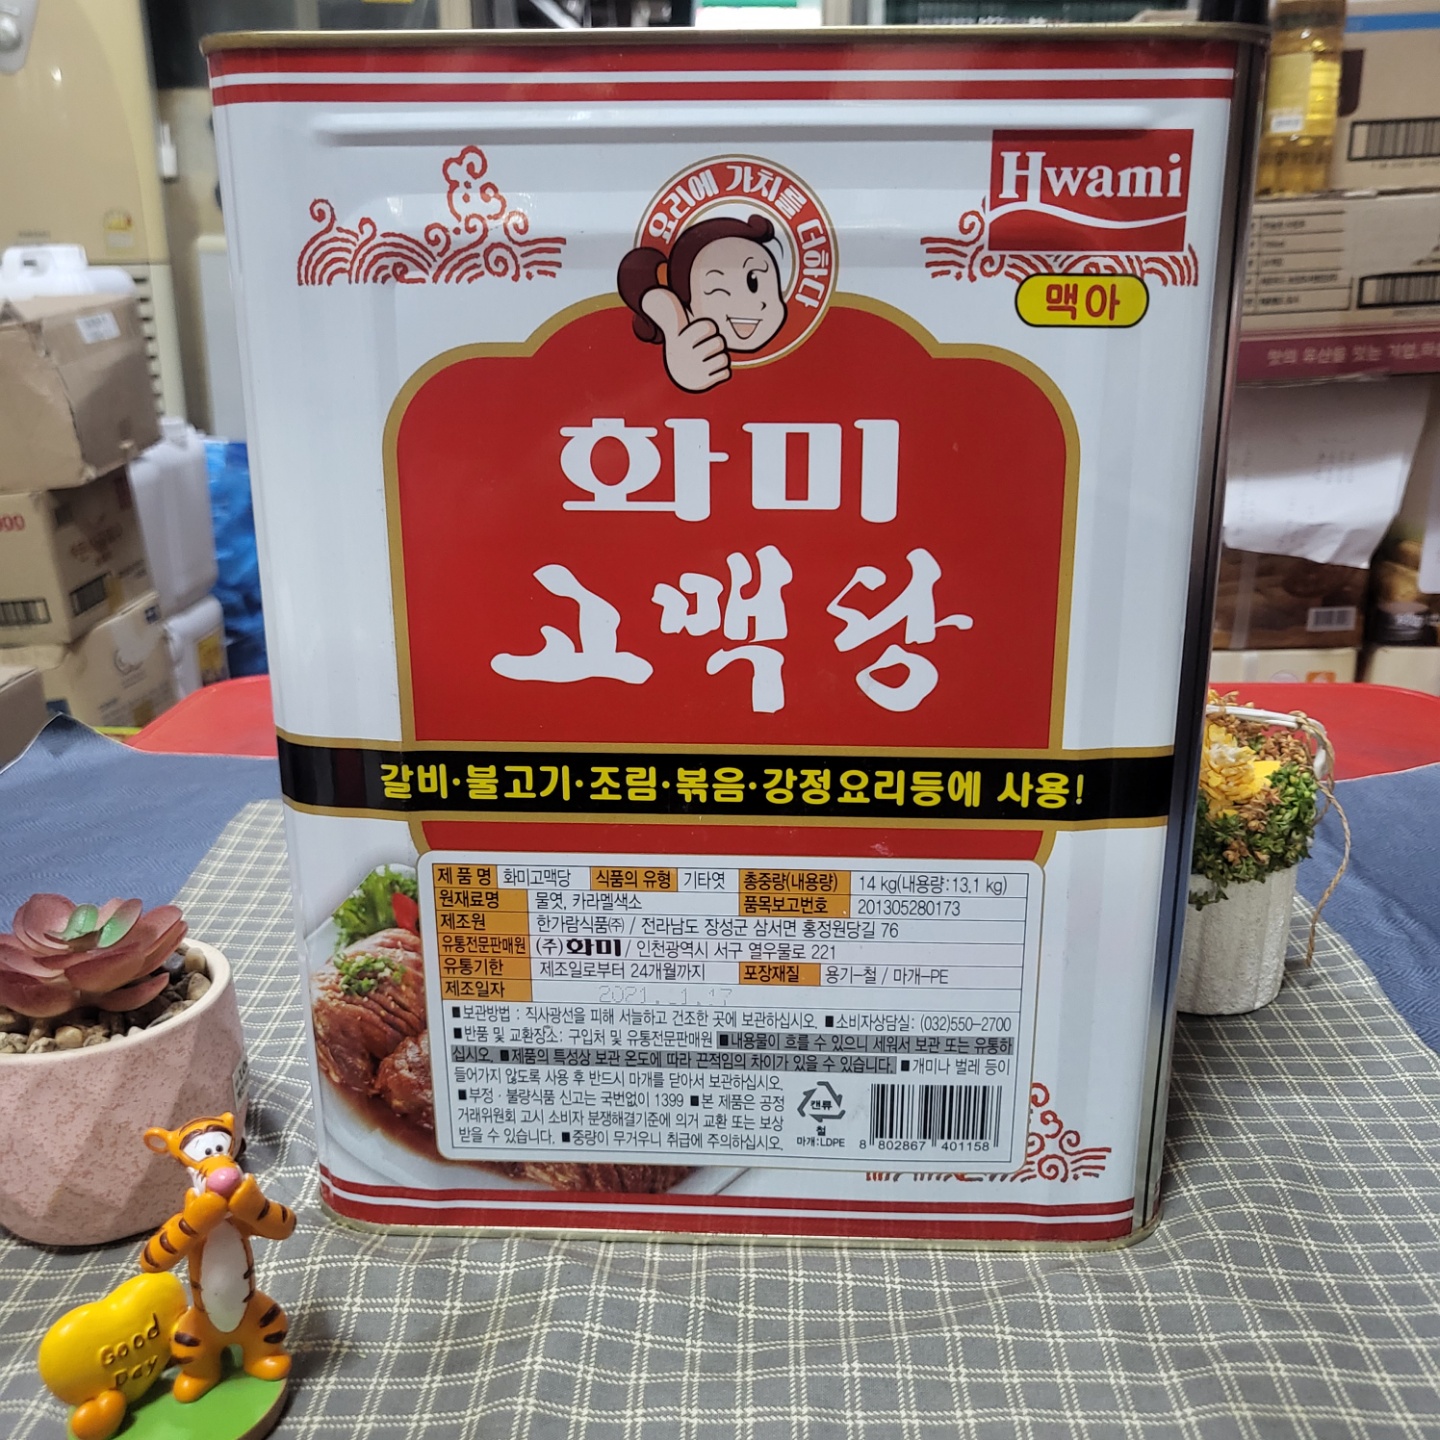 요리에 가치를 더하다
Hwami
맥아
화미
고맥당
갈비·불고기·조림·볶음·강정요리등에 사용!
제품명 화미고맥당 식품의 유형 기타엿 총중량(내용량) 14 kg(내용량:13.1 kg)
원재료명 물엿, 카라멜색소 품목보고번호 201305280173
제조원 한가람식품㈜ / 전라남도 장성군 삼서면 홍정원당길 76
유통전문판매원 (주)화미 / 인천광역시 서구 열우물로 221
유통기한 제조일로부터 24개월까지 포장재질 용기-철 / 마개-PE
제조일자 2021. 1.17
■보관방법 : 직사광선을 피해 서늘하고 건조한 곳에 보관하십시오. ■소비자상담실: (032)550-2700
■반품 및 교환장소: 구입처 및 유통전문판매원 ■내용물이 흐를 수 있으니 세워서 보관 또는 유통하
십시오. ■제품의 특성상 보관 온도에 따라 끈적임의 차이가 있을 수 있습니다. ■개미나 벌레 등이
들어가지 않도록 사용 후 반드시 마개를 닫아서 보관하십시오.
■부정·불량식품 신고는 국번없이 1399 ■본 제품은 공정
거래위원회 고시 소비자 분쟁해결기준에 의거 교환 또는 보상
받을 수 있습니다. ■중량이 무거우니 취급에 주의하십시오.
캔류
철
마개:LDPE
8 802867 401158
Good
Day
맛의 유산을 잇는 기업,